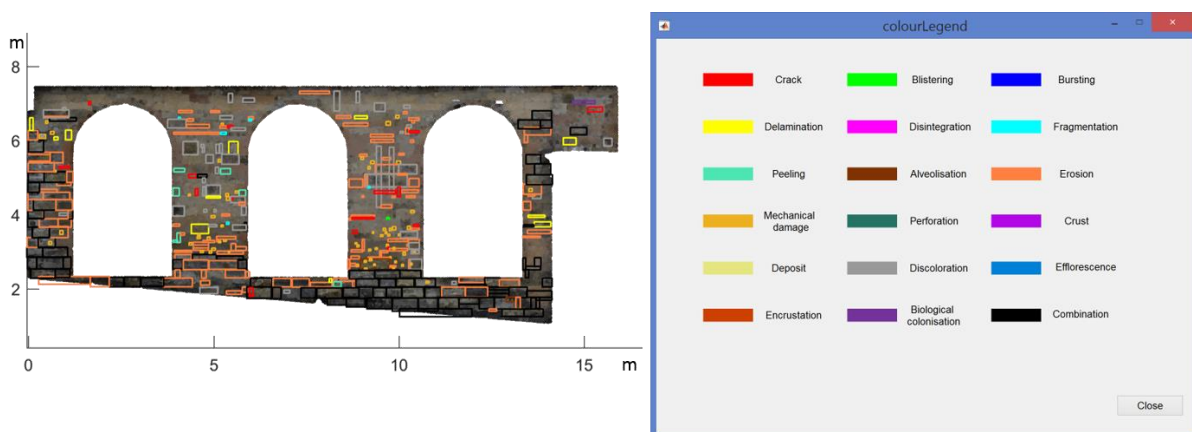 m
8
6
4
2
0
5
10
15
m
colourLegend
Crack
Blistering
Bursting
Delamination
Disintegration
Fragmentation
Peeling
Alveolisation
Erosion
Mechanical
damage
Perforation
Crust
Deposit
Discoloration
Efflorescence
Encrustation
Biological
colonisation
Combination
Close